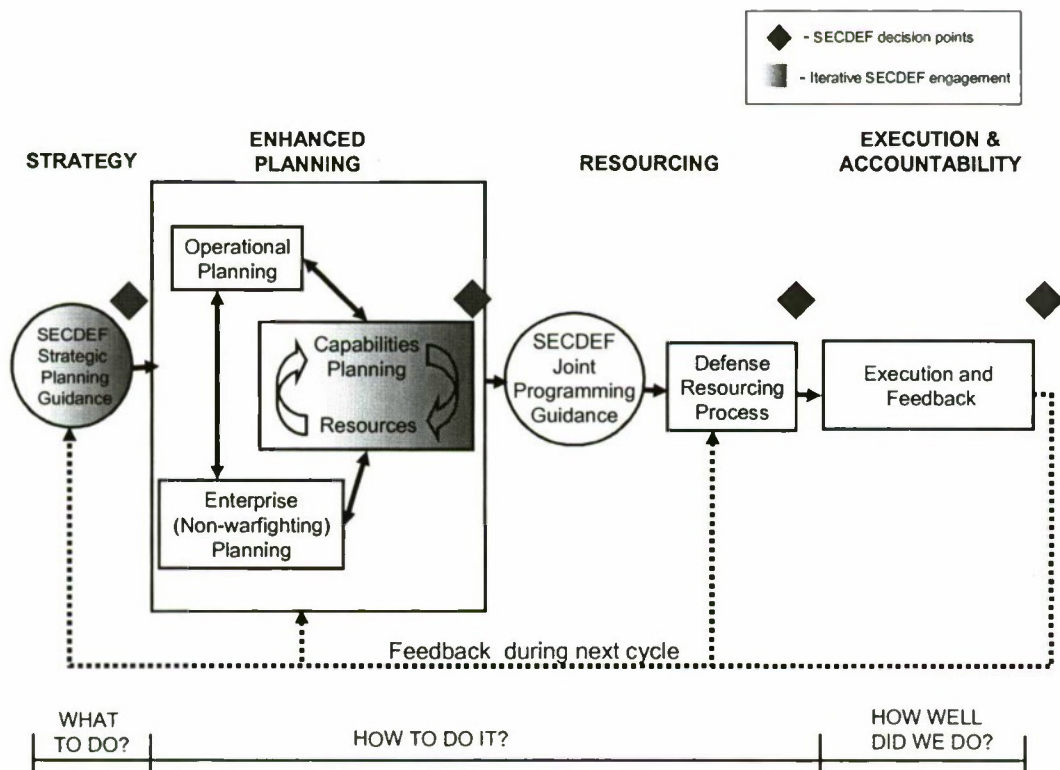 - SECDEF decision points
- Iterative SECDEF engagement
STRATEGY
ENHANCED
PLANNING
RESOURCING
EXECUTION &
ACCOUNTABILITY
Operational
Planning
SECDEF
Strategic
Planning
Guidance
Capabilities
Planning
Resources
Enterprise
(Non-warfighting)
Planning
SECDEF
Joint
Programming
Guidance
Defense
Resourcing
Process
Execution and
Feedback
Feedback during next cycle
WHAT
TO DO?
HOW TO DO IT?
HOW WELL
DID WE DO?